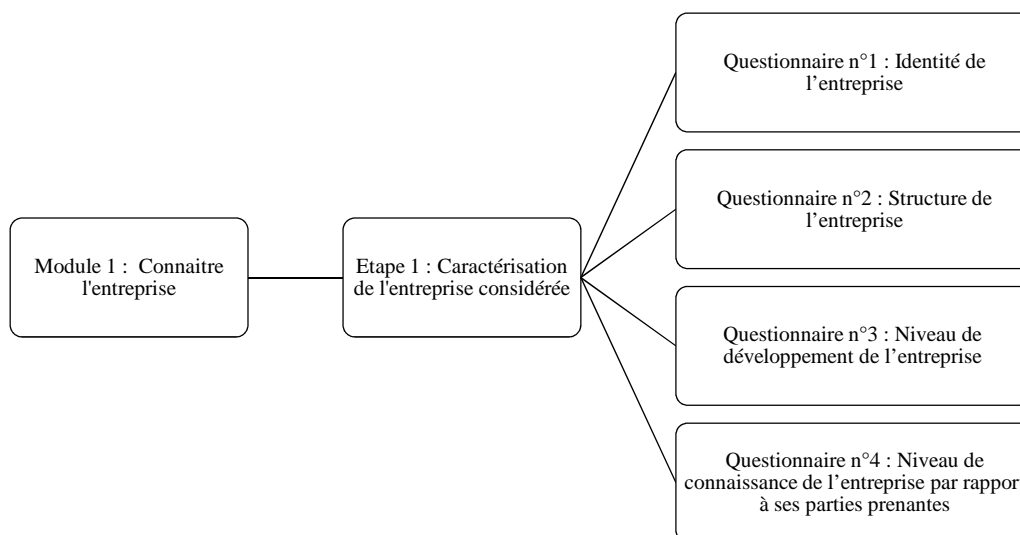 Questionnaire n°1 : Identité de
l’entreprise
Questionnaire n°2 : Structure de
l’entreprise
Module 1 :  Connaitre
l'entreprise
Etape 1 : Caractérisation
de l'entreprise considérée
Questionnaire n°3 : Niveau de
développement de l’entreprise
Questionnaire n°4 : Niveau de
connaissance de l’entreprise par rapport
à ses parties prenantes